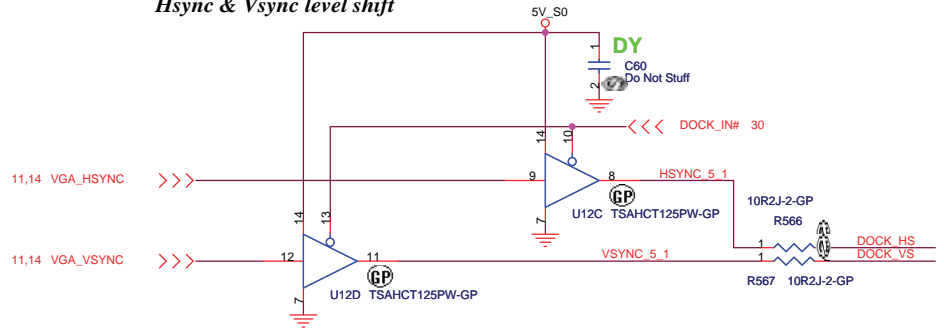 Hsync & Vsync level shift
5V_S0
1
DY
C60
Do Not Stuff
2
14
10
DOCK_IN# 30
11,14 VGA_HSYNC
9
8
HSYNC_5_1
GP
U12C TSAHCT125PW-GP
7
10R2J-2-GP
R566
14
13
1
DOCK_HS
11,14 VGA_VSYNC
12
11
VSYNC_5_1
1
DOCK_VS
GP
U12D TSAHCT125PW-GP
7
R567 10R2J-2-GP